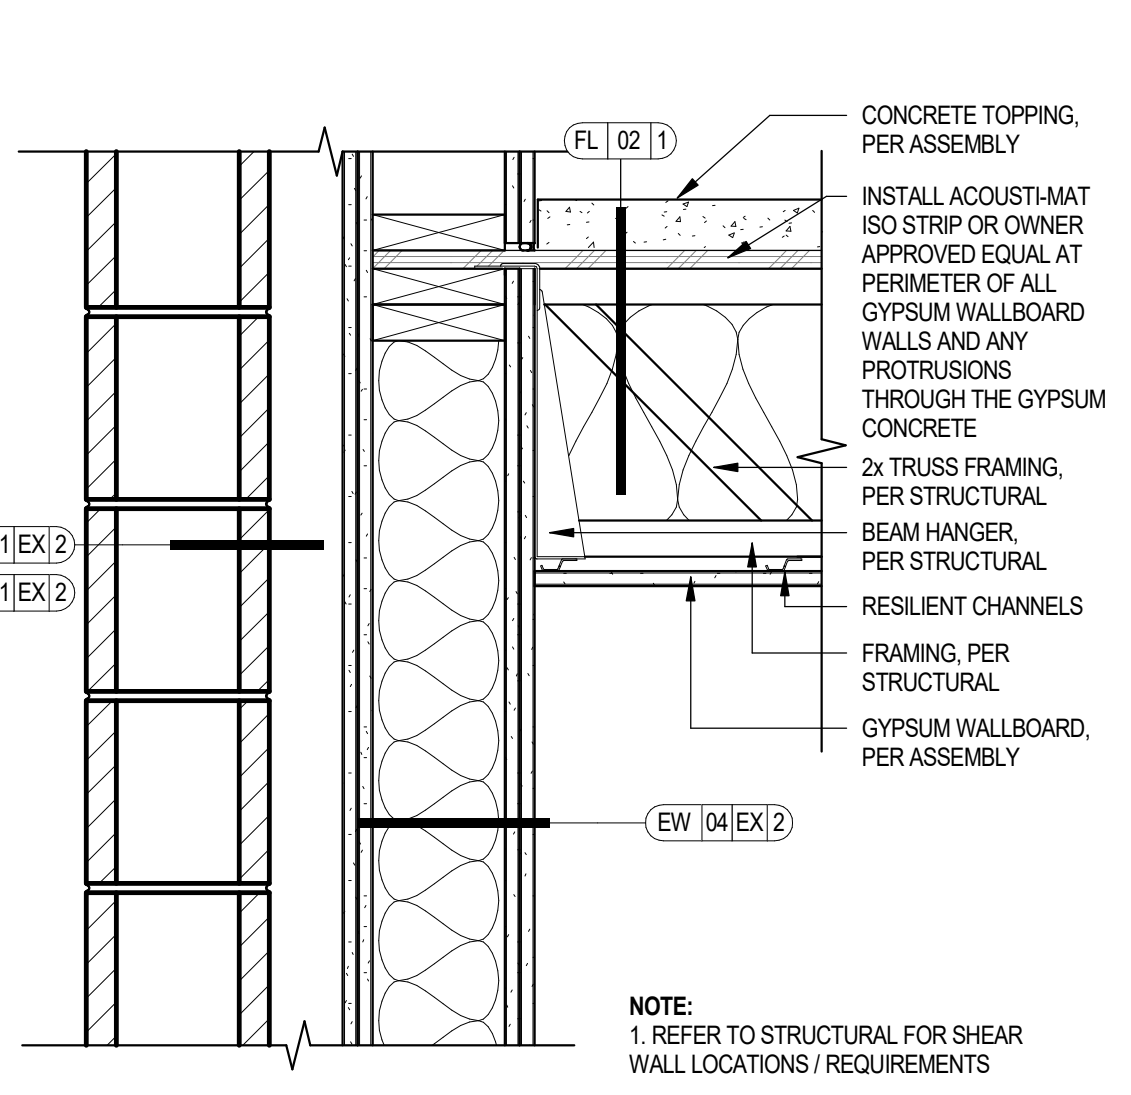 FL 02 1
CONCRETE TOPPING,
PER ASSEMBLY
INSTALL ACOUSTI-MAT
ISO STRIP OR OWNER
APPROVED EQUAL AT
PERIMETER OF ALL
GYPSUM WALLBOARD
WALLS AND ANY
PROTRUSIONS
THROUGH THE GYPSUM
CONCRETE
2x TRUSS FRAMING,
PER STRUCTURAL
BEAM HANGER,
PER STRUCTURAL
RESILIENT CHANNELS
FRAMING, PER
STRUCTURAL
GYPSUM WALLBOARD,
PER ASSEMBLY
1 EX 2
1 EX 2
EW 04 EX 2
NOTE:
1. REFER TO STRUCTURAL FOR SHEAR
WALL LOCATIONS / REQUIREMENTS